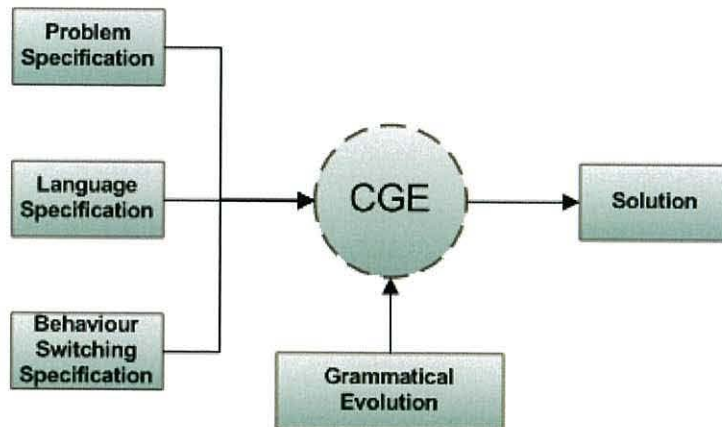 Problem
Specification
Language
Specification
Behaviour
Switching
Specification
CGE
Solution
Grammatical
Evolution